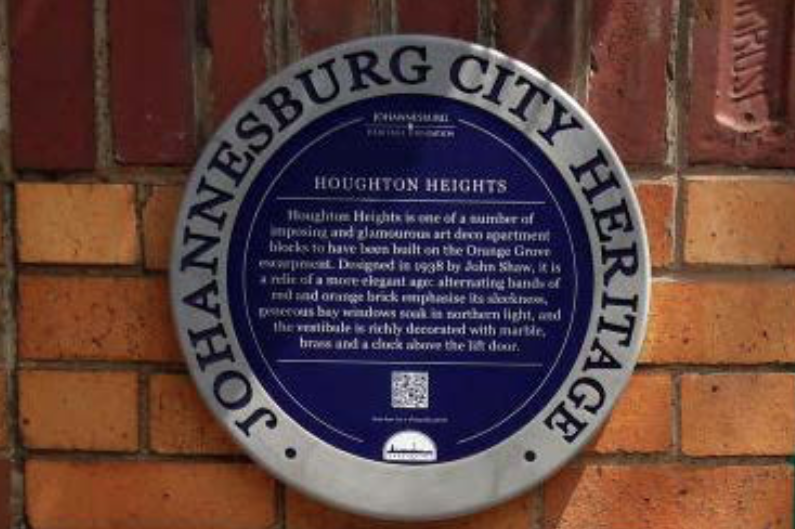 JOHANNESBURG CITY HERITAGE
JOHANNESBURG
HERITAGE FOUNDATION
HOUGHTON HEIGHTS
Houghton Heights is one of a number of
imposing and glamourous art deco apartment
blocks to have been built on the Orange Grove
escarpment. Designed in 1938 by John Shaw, it is
a relic of a more elegant age: alternating bands of
red and orange brick emphasise its sleekness,
generous bay windows soak in northern light, and
the vestibule is richly decorated with marble,
brass and a clock above the lift door.